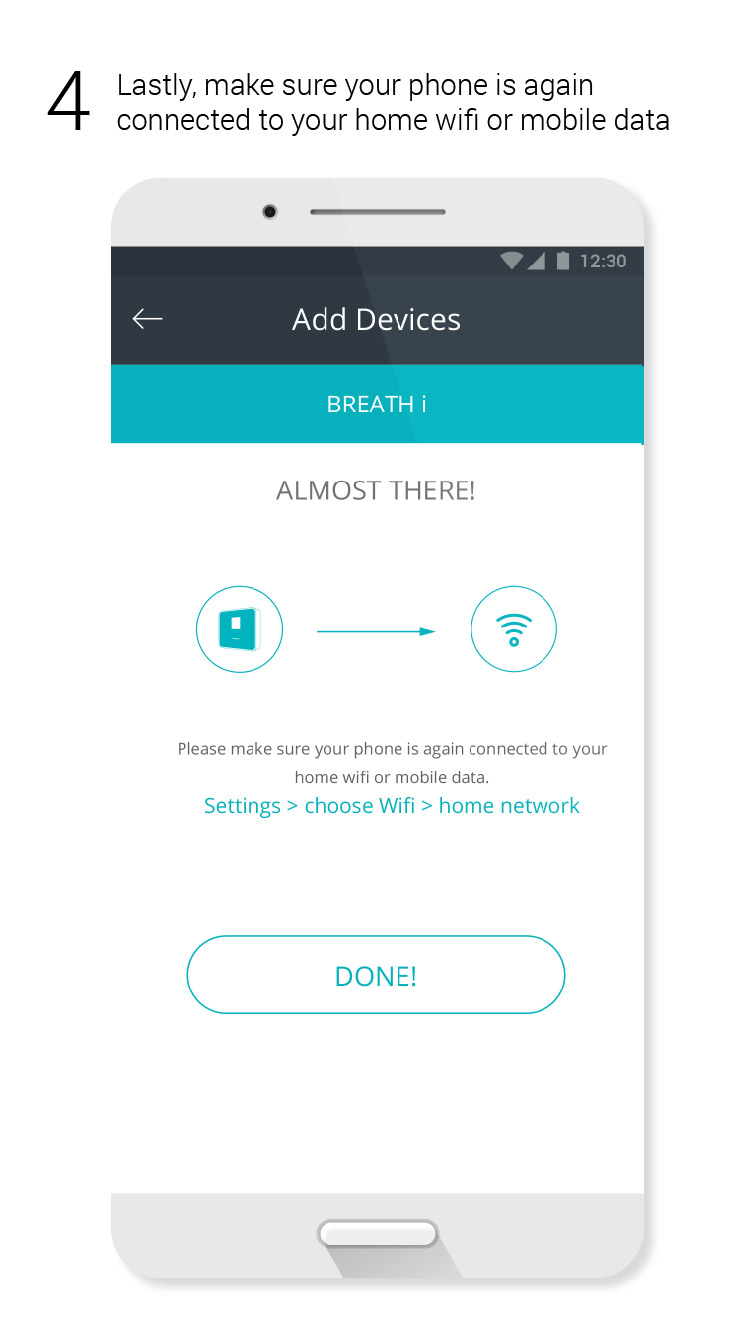 4
Lastly, make sure your phone is again
connected to your home wifi or mobile data
12:30
Add Devices
BREATH i
ALMOST THERE!
Please make sure your phone is again connected to your
home wifi or mobile data.
Settings > choose Wifi > home network
DONE!